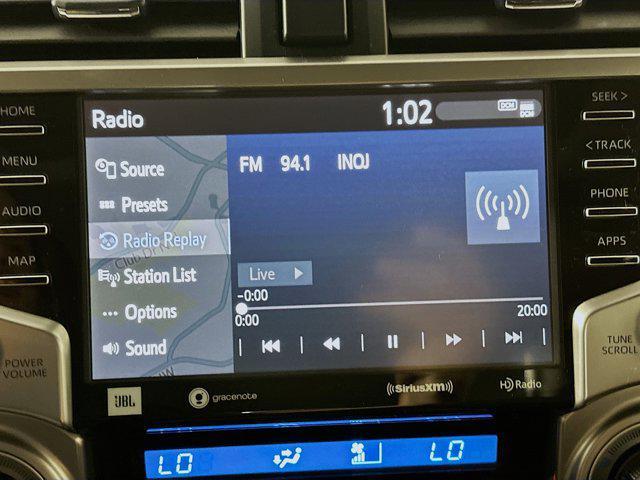 HOME
MENU
AUDIO
MAP
POWER
VOLUME
Radio
1:02
DCM
DCM
Source
Presets
Radio Replay
Station List
Options
Sound
FM 94.1 INOJ
Live
-0:00
0:00
20:00
SEEK >
< TRACK
PHONE
APPS
TUNE
SCROLL
JBL
gracenote
((SiriusXM))
HD Radio
LO
LO